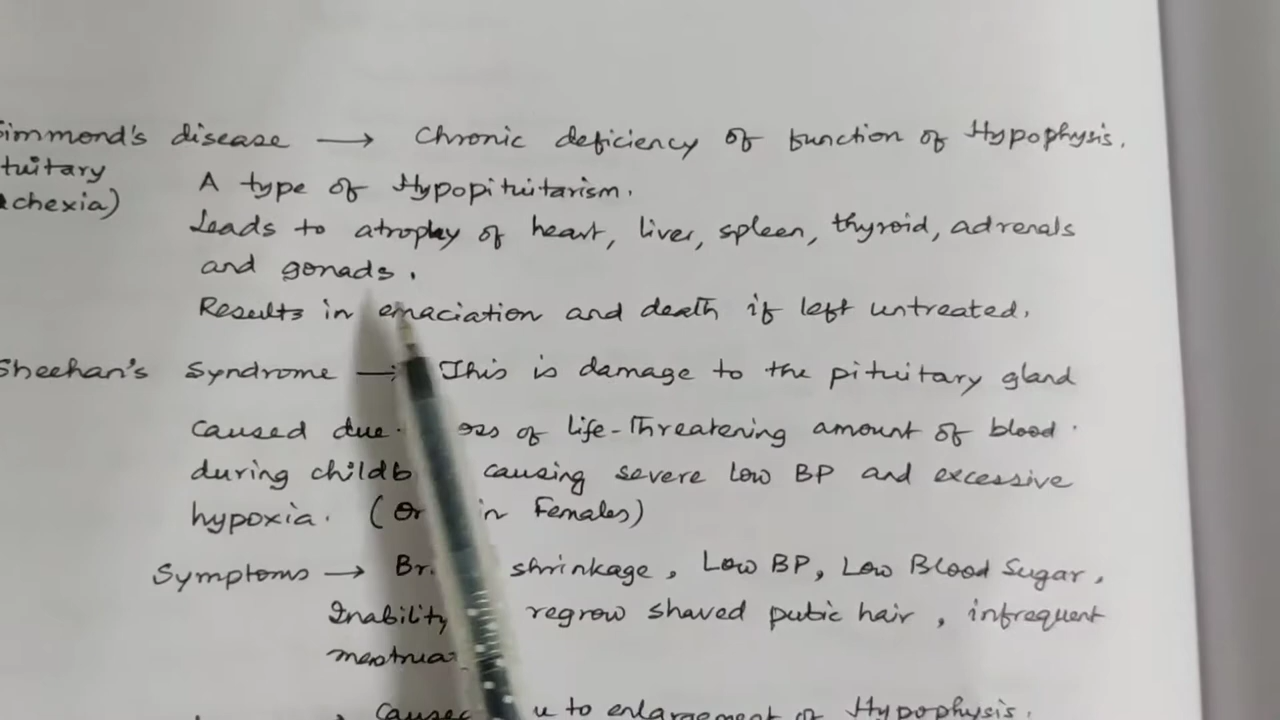 Simmond's disease → Chronic deficiency of function of Hypophysis.
tuitary
chexia)
A type of Hypopituitarism.
Leads to atrophy of heart, liver, spleen, thyroid, adrenals
and gonads.
Results in emaciation and death if left untreated.
Sheehan's Syndrome → This is damage to the pituitary gland
caused due of life-threatening amount of blood
during childb causing severe low BP and excessive
hypoxia. ( in Females)
Symptoms → shrinkage, Low BP, Low Blood Sugar,
Inability regrow shaved pubic hair, infrequent
menstrua
→ to enlargement of Hypophysis.